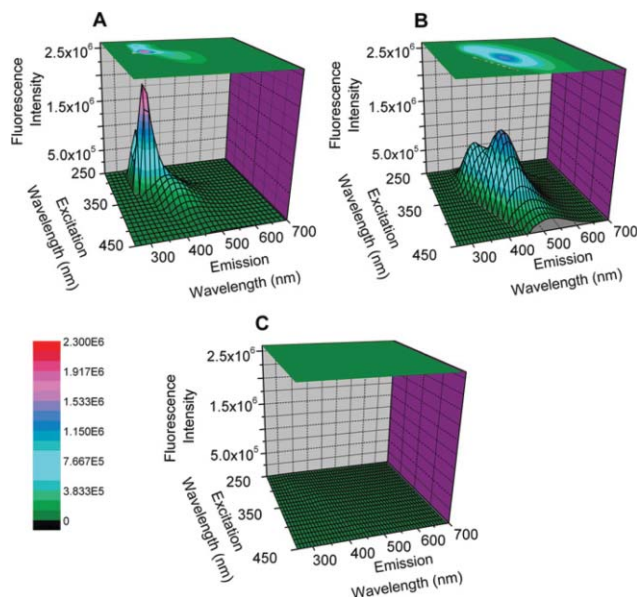 A
2.5x10⁶
1.5x10⁶
5.0x10⁵
Fluorescence
Intensity
250
350
450
Excitation
Wavelength (nm)
300
400
500
600
700
Emission
Wavelength (nm)
B
2.5x10⁶
1.5x10⁶
5.0x10⁵
Fluorescence
Intensity
250
350
450
Excitation
Wavelength (nm)
300
400
500
600
700
Emission
Wavelength (nm)
2.300E6
1.917E6
1.533E6
1.150E6
7.667E5
3.833E5
0
C
2.5x10⁶
1.5x10⁶
5.0x10⁵
Fluorescence
Intensity
250
350
450
Excitation
Wavelength (nm)
300
400
500
600
700
Emission
Wavelength (nm)